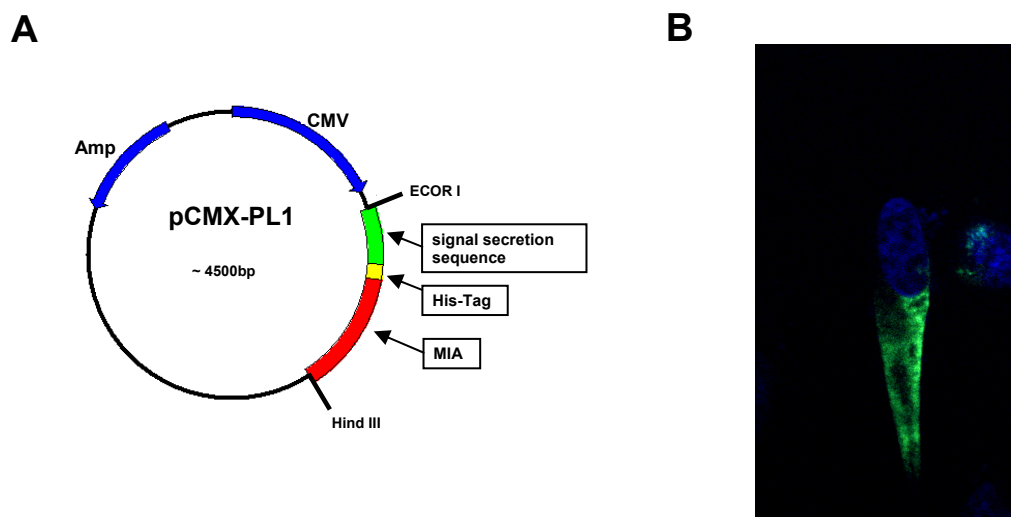 A
B
CMV
Amp
ECOR I
pCMX-PL1
signal secretion
sequence
~ 4500bp
His-Tag
MIA
Hind III